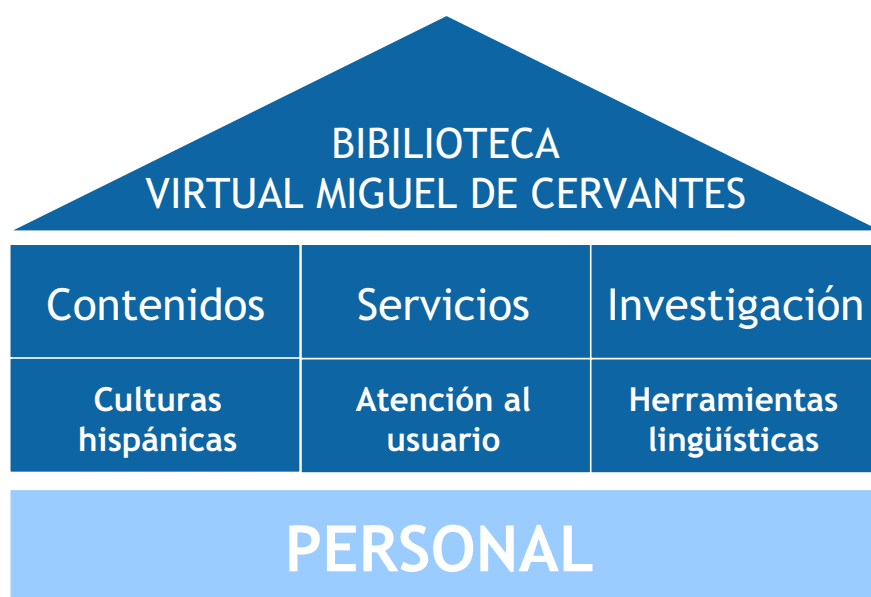 BIBILIOTECA
VIRTUAL MIGUEL DE CERVANTES
Contenidos
Servicios
Investigación
Culturas
hispánicas
Atención al
usuario
Herramientas
lingüísticas
PERSONAL